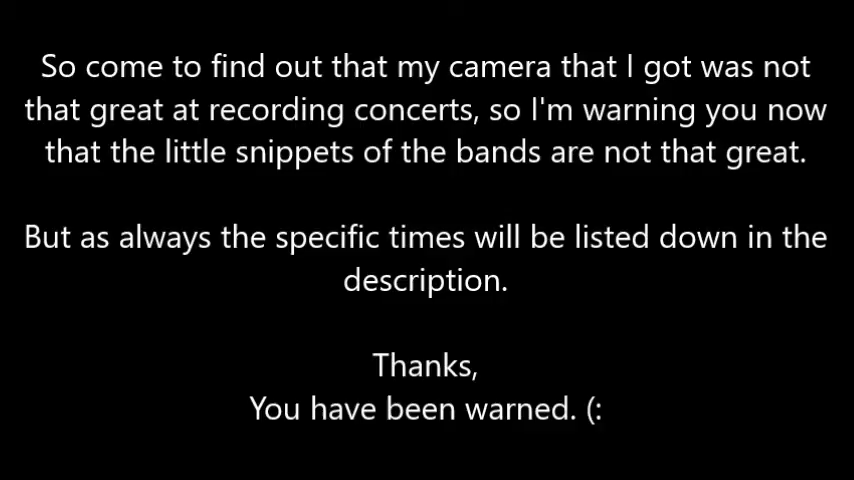 So come to find out that my camera that I got was not
that great at recording concerts, so I'm warning you now
that the little snippets of the bands are not that great.
But as always the specific times will be listed down in the
description.
Thanks,
You have been warned. (: